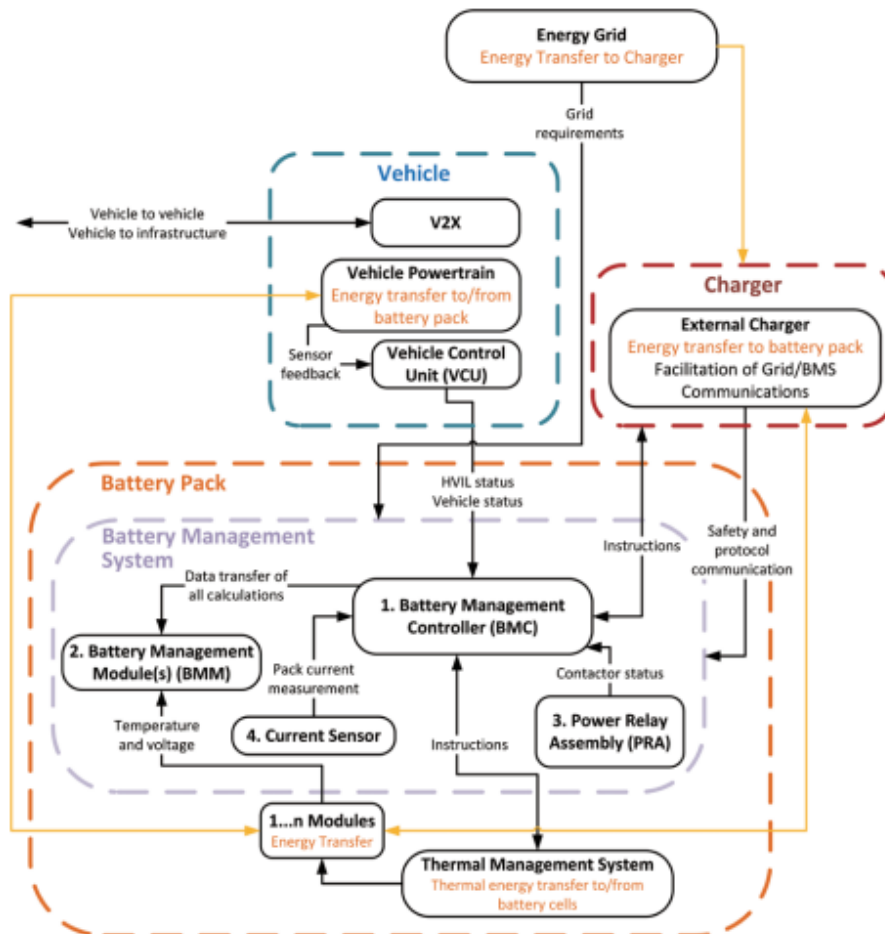 Energy Grid
Energy Transfer to Charger
Grid
requirements
Vehicle
Vehicle to vehicle
Vehicle to infrastructure
V2X
Vehicle Powertrain
Energy transfer to/from
battery pack
Sensor
feedback
Vehicle Control
Unit (VCU)
Charger
External Charger
Energy transfer to battery pack
Facilitation of Grid/BMS
Communications
Battery Pack
HVIL status
Vehicle status
Battery Management
System
Instructions
Safety and
protocol
communication
Data transfer of
all calculations
1. Battery Management
Controller (BMC)
2. Battery Management
Module(s) (BMM)
Pack current
measurement
Contactor status
Temperature
and voltage
4. Current Sensor
Instructions
3. Power Relay
Assembly (PRA)
1...n Modules
Energy Transfer
Thermal Management System
Thermal energy transfer to/from
battery cells